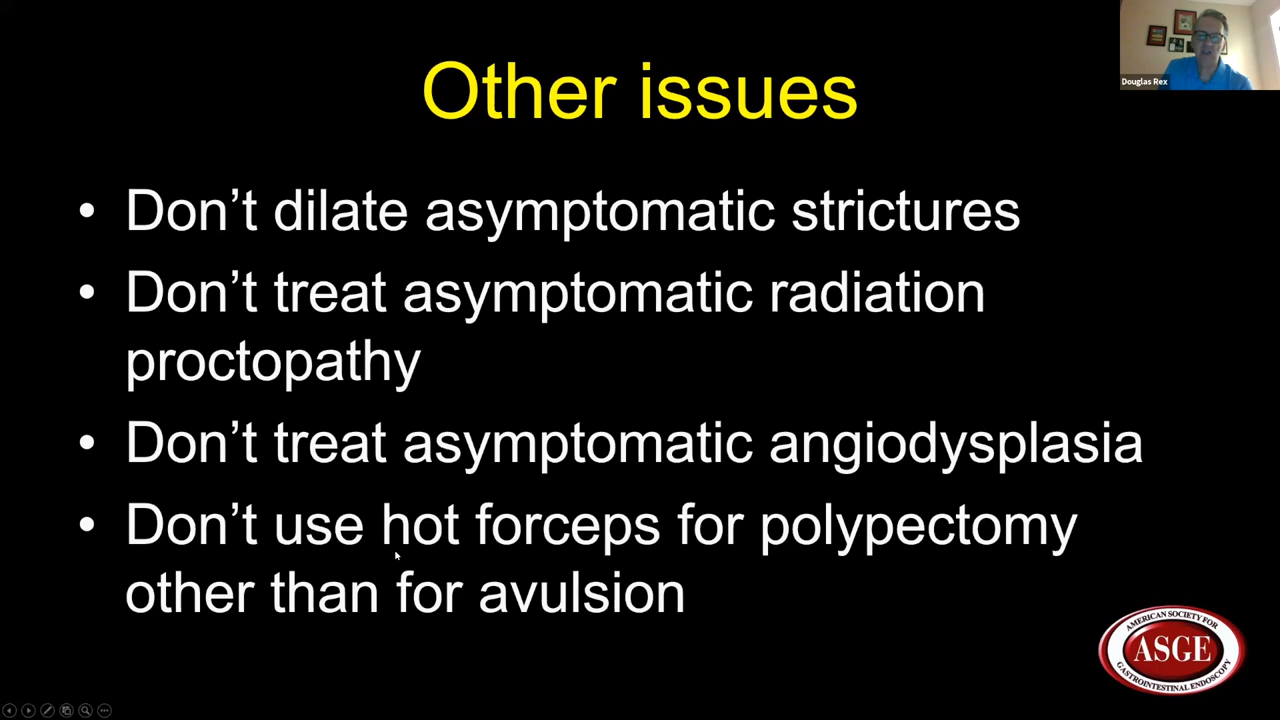 Other issues
Douglas Rex
• Don’t dilate asymptomatic strictures
• Don’t treat asymptomatic radiation
proctopathy
• Don’t treat asymptomatic angiodysplasia
• Don’t use hot forceps for polypectomy
other than for avulsion
AMERICAN SOCIETY FOR
ASGE
GASTROINTESTINAL ENDOSCOPY